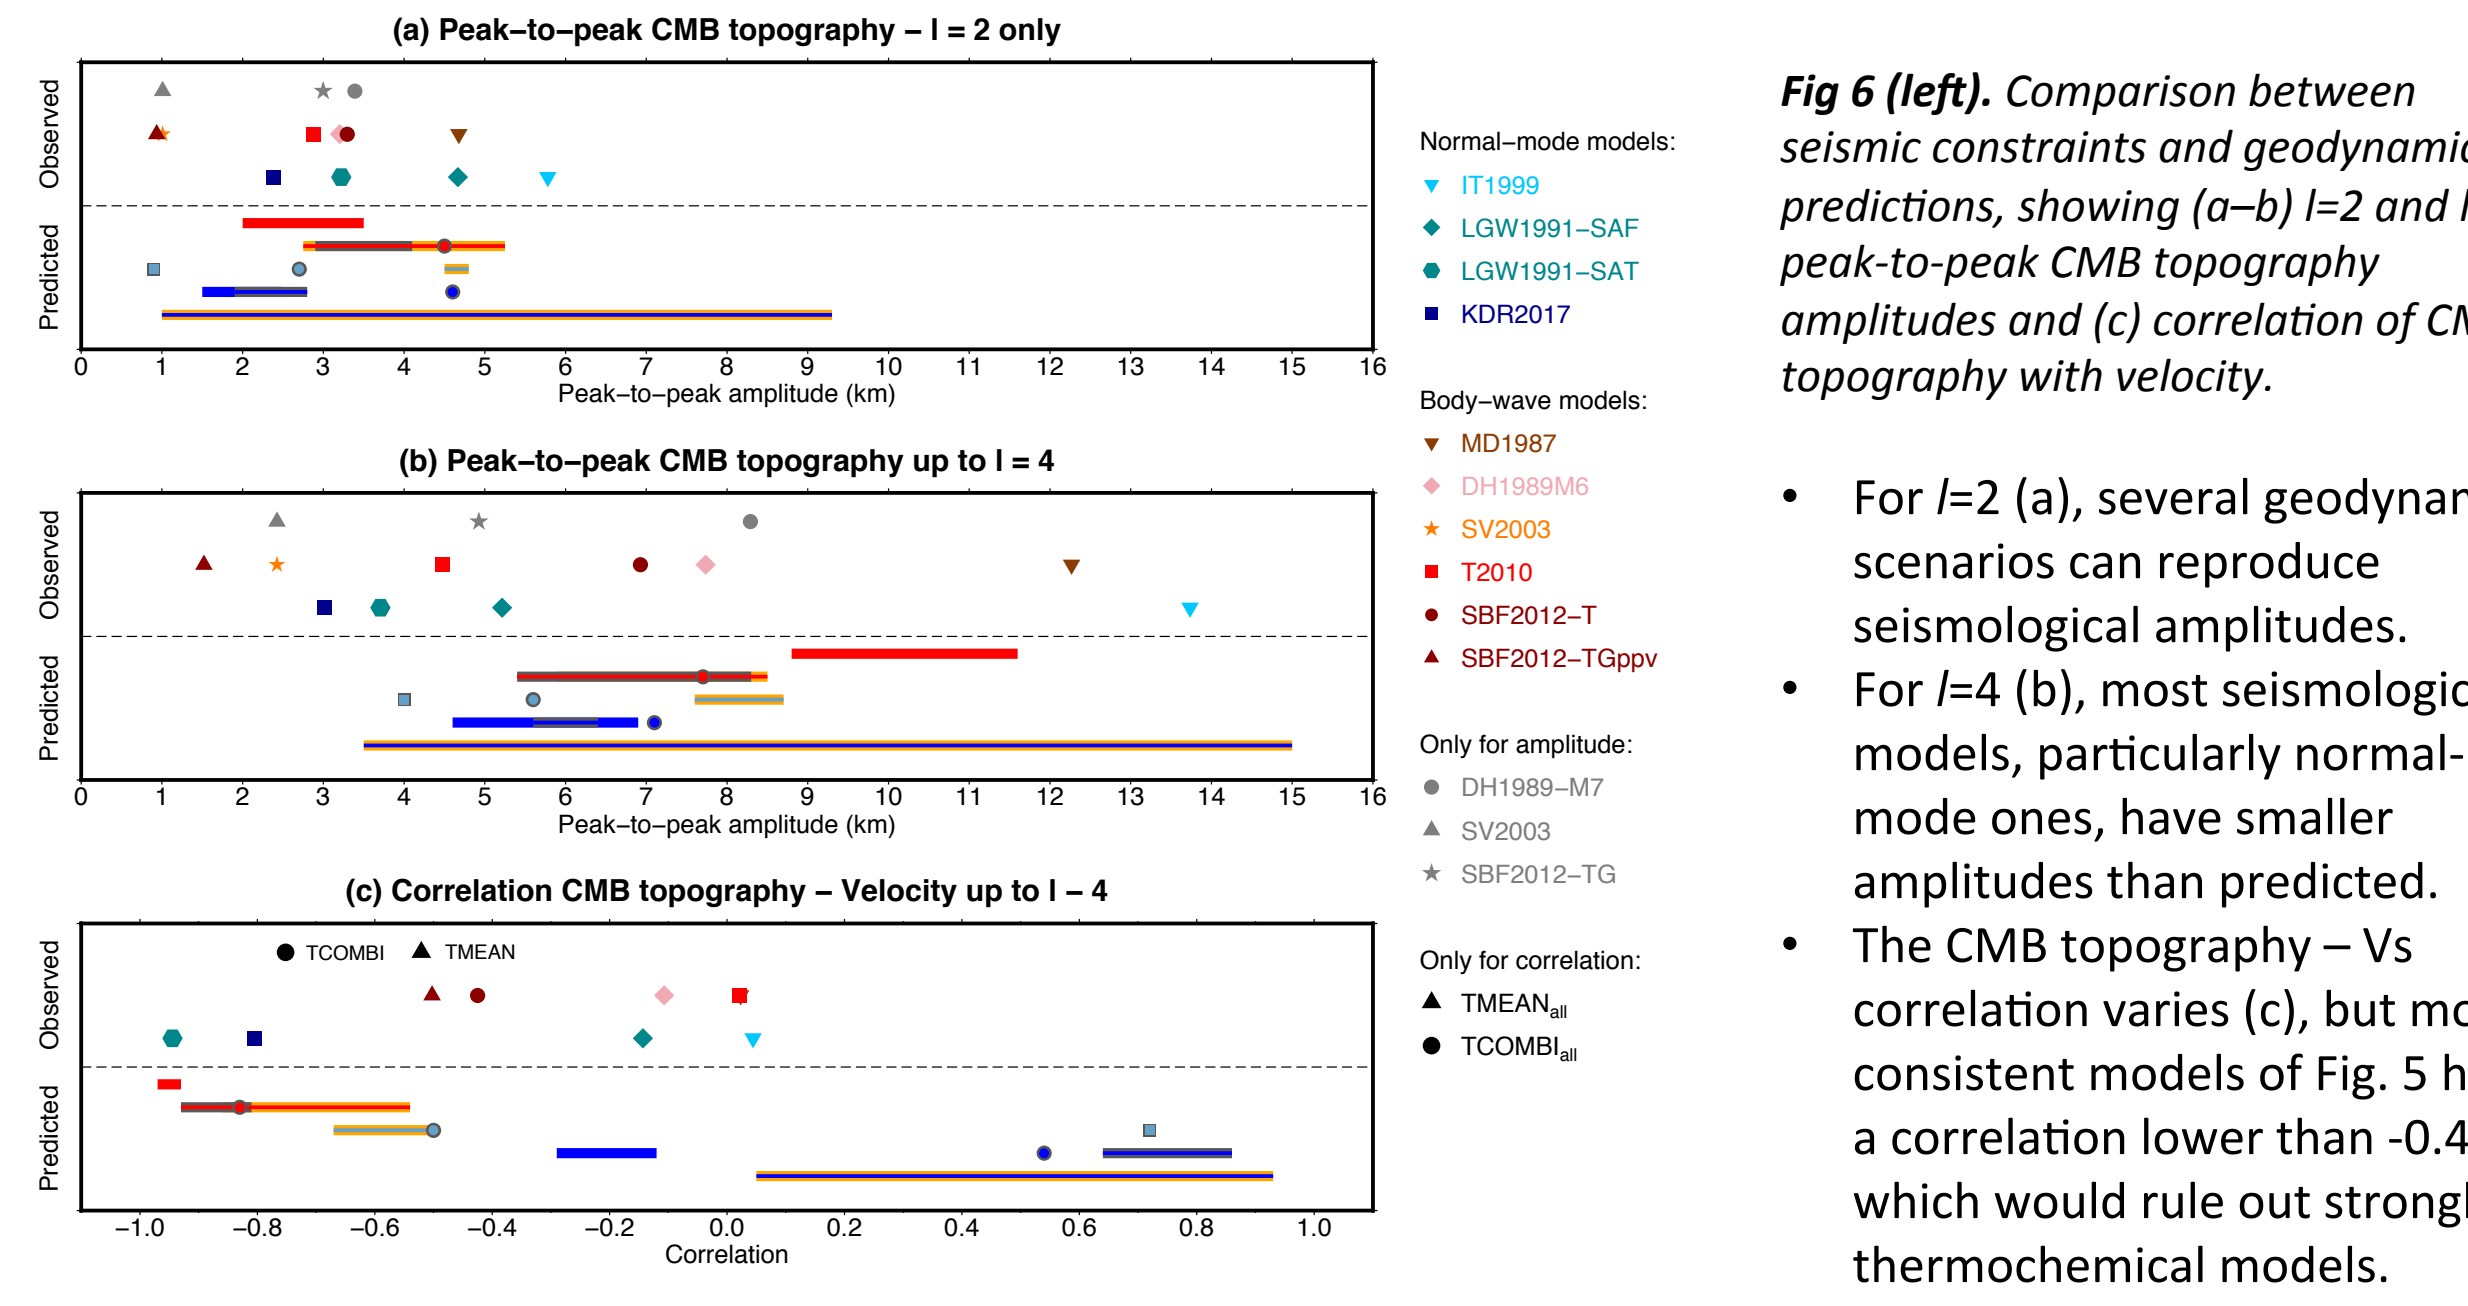 (a) Peak–to–peak CMB topography – l = 2 only
Observed
Predicted
0 1 2 3 4 5 6 7 8 9 10 11 12 13 14 15 16
Peak–to–peak amplitude (km)
(b) Peak–to–peak CMB topography up to l = 4
Observed
Predicted
0 1 2 3 4 5 6 7 8 9 10 11 12 13 14 15 16
Peak–to–peak amplitude (km)
(c) Correlation CMB topography – Velocity up to l – 4
TCOMBI TMEAN
Observed
Predicted
−1.0 −0.8 −0.6 −0.4 −0.2 0.0 0.2 0.4 0.6 0.8 1.0
Correlation
Normal–mode models:
IT1999
LGW1991–SAF
LGW1991–SAT
KDR2017
Body–wave models:
MD1987
DH1989M6
SV2003
T2010
SBF2012–T
SBF2012–TGppv
Only for amplitude:
DH1989–M7
SV2003
SBF2012–TG
Only for correlation:
TMEANall
TCOMBIall
Fig 6 (left). Comparison between
seismic constraints and geodynamic
predictions, showing (a–b) l=2 and
peak-to-peak CMB topography
amplitudes and (c) correlation of
topography with velocity.
• For l=2 (a), several
scenarios can reproduce
seismological amplitudes.
• For l=4 (b), most
models, particularly normal-
mode ones, have smaller
amplitudes than predicted.
• The CMB topography – Vs
correlation varies (c), but
consistent models of Fig. 5
a correlation lower than -0.4
which would rule out
thermochemical models.